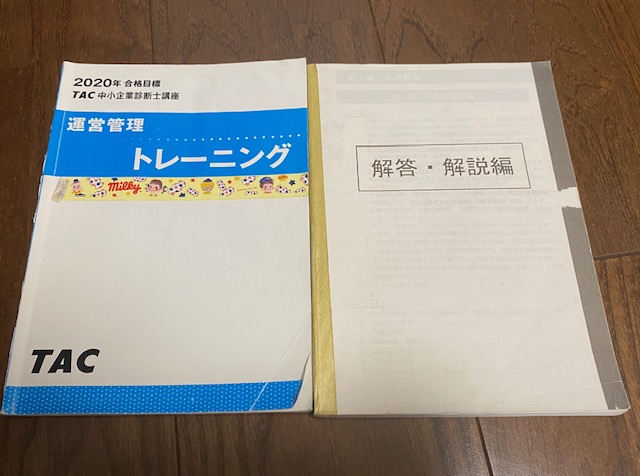 2020年 合格目標
TAC 中小企業診断士講座
運営管理
トレーニング
milky
TAC
解答・解説編